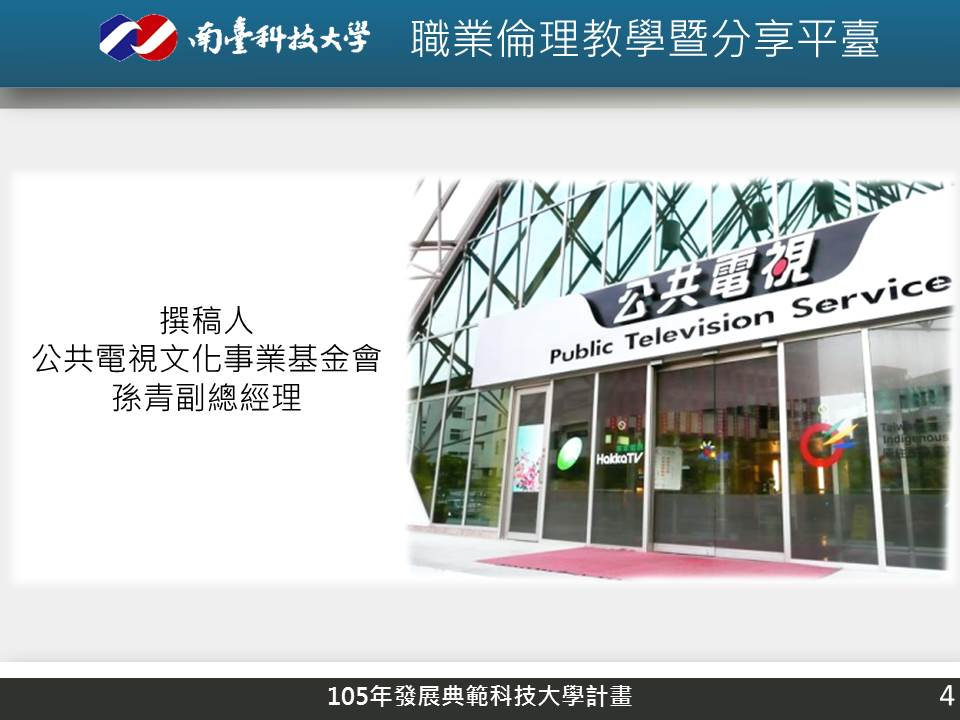 南臺科技大學 職業倫理教學暨分享平臺
撰稿人
公共電視文化事業基金會
孫青副總經理
公共電視
Public Television Service
HakkaTV
Taiwan
Indigenous
105年發展典範科技大學計畫
4